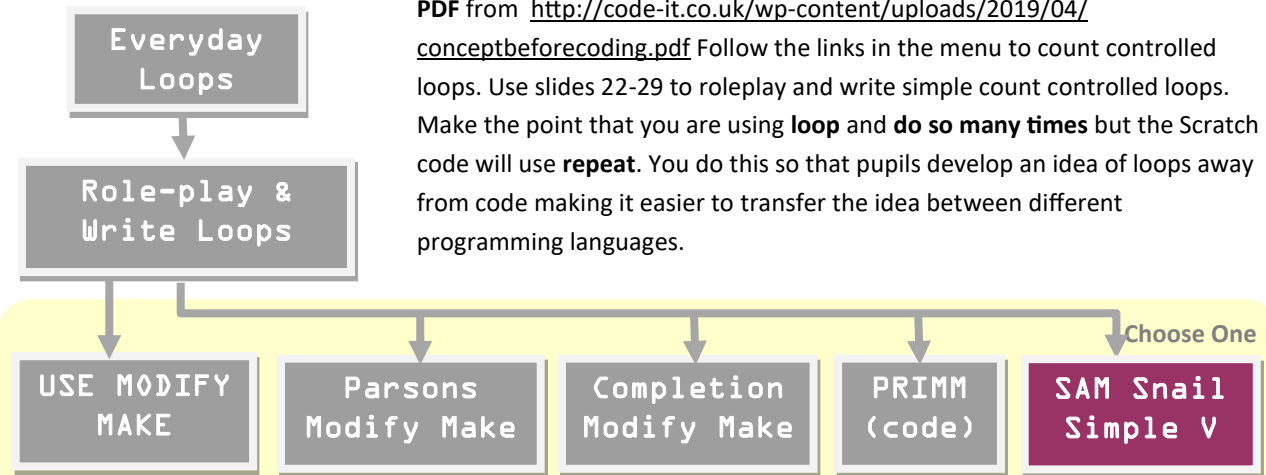 Everyday
Loops
PDF from http://code-it.co.uk/wp-content/uploads/2019/04/
conceptbeforecoding.pdf Follow the links in the menu to count controlled
loops. Use slides 22-29 to roleplay and write simple count controlled loops.
Make the point that you are using loop and do so many times but the Scratch
code will use repeat. You do this so that pupils develop an idea of loops away
from code making it easier to transfer the idea between different
programming languages.
Role-play &
Write Loops
Choose One
USE MODIFY
MAKE
Parsons
Modify Make
Completion
Modify Make
PRIMM
(code)
SAM Snail
Simple V